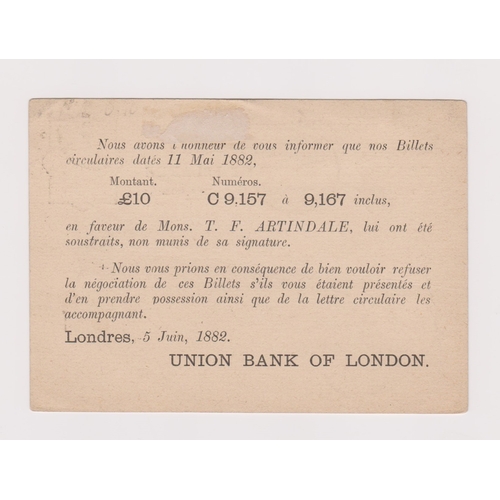 Nous avons l'honneur de vous informer que nos Billets
circulaires datés 11 Mai 1882,
Montant. Numéros.
£10 C 9.157 à 9,167 inclus,
en faveur de Mons. T. F. ARTINDALE, lui ont été
soustraits, non munis de sa signature.
Nous vous prions en conséquence de bien vouloir refuser
la négociation de ces Billets s'ils vous étaient présentés et
d'en prendre possession ainsi que de la lettre circulaire les
accompagnant.
Londres, 5 Juin, 1882.
UNION BANK OF LONDON.